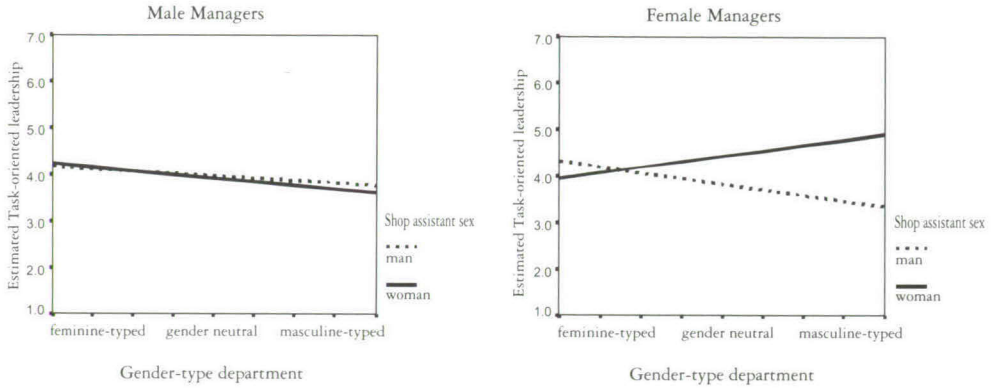 Male Managers
Estimated Task-oriented leadership
7.0
6.0
5.0
4.0
3.0
2.0
1.0
feminine-typed gender neutral masculine-typed
Gender-type department
Shop assistant sex
man
woman
Female Managers
Estimated Task-oriented leadership
7.0
6.0
5.0
4.0
3.0
2.0
1.0
feminine-typed gender neutral masculine-typed
Gender-type department
Shop assistant sex
man
woman